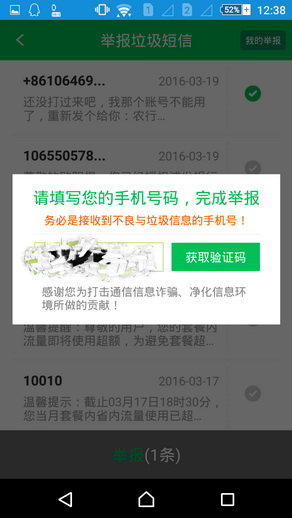 52% 12:38
举报垃圾短信 我的举报
+86106469... 2016-03-19
还没打过来吧，我那个账号不能用
了，重新发个给你：农行...
106550578... 2016-03-19
请填写您的手机号码，完成举报
务必是接收到不良与垃圾信息的手机号！
获取验证码
感谢您为打击通信信息诈骗、净化信息环
境所做的贡献！
温馨提醒：尊敬的用户，您的套餐内
流量即将使用超额，为避免套餐超...
10010 2016-03-17
温馨提示：截止03月17日18时30分，
您当月套餐内省内流量使用已超...
举报(1条)